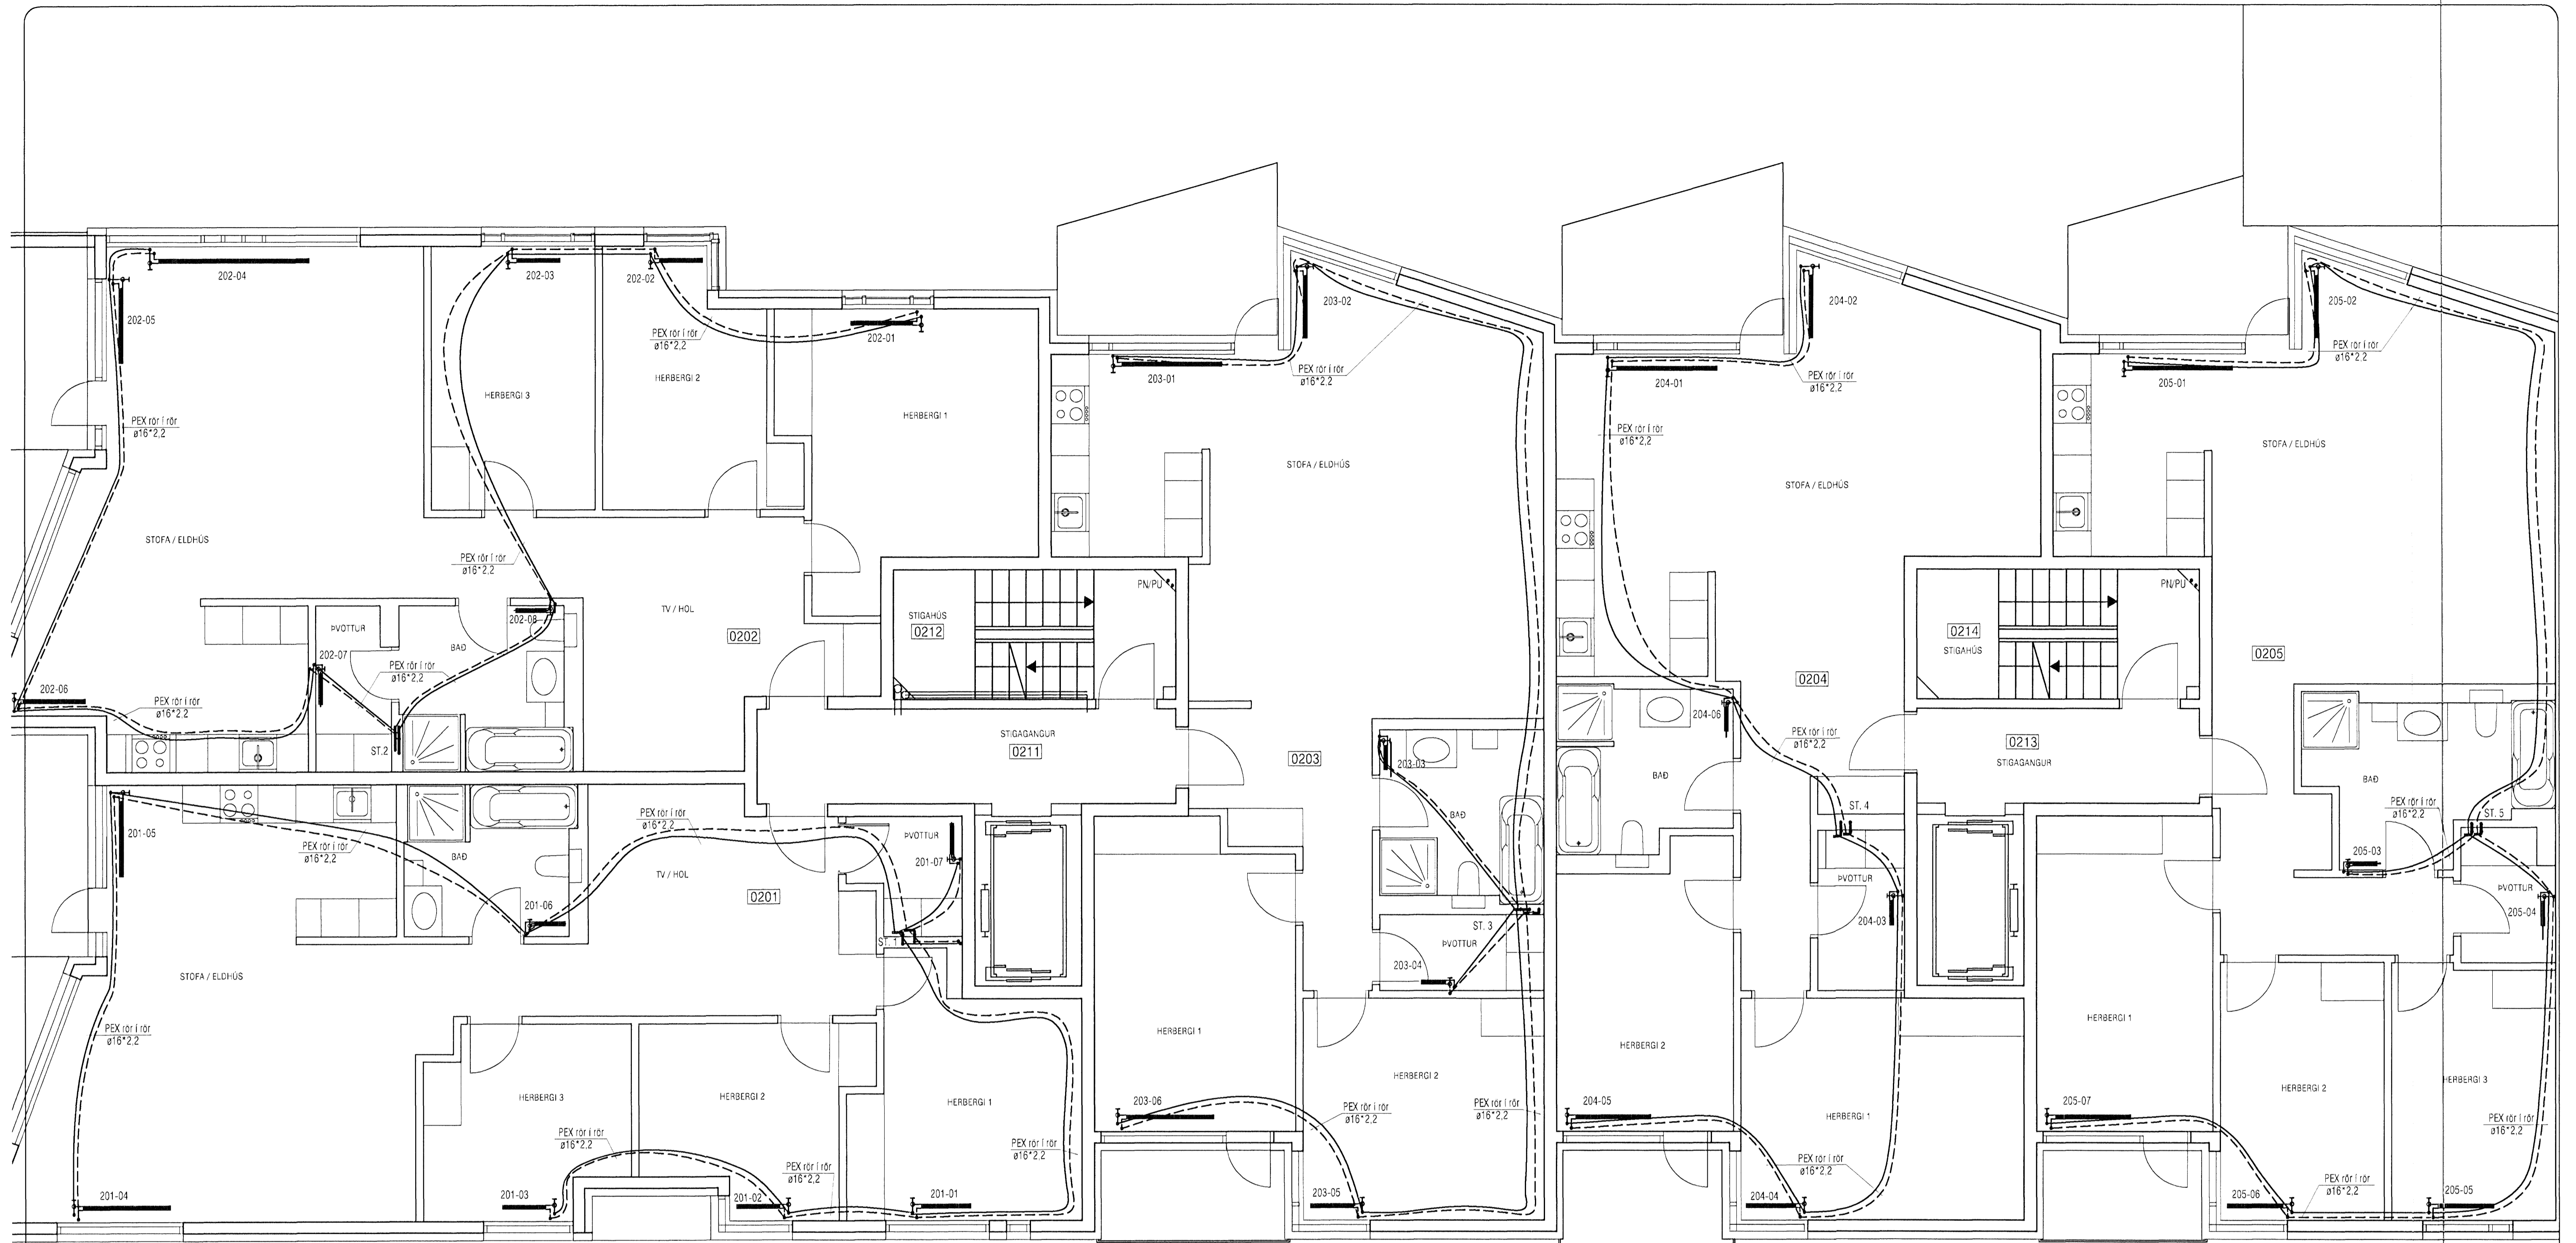 202-04
202-03
202-02
203-02
204-02
205-02
202-05
PEX rör í rör
ø16*2,2
202-01
PEX rör í rör
ø16*2,2
203-01
PEX rör í rör
ø16*2,2
204-01
PEX rör í rör
ø16*2,2
205-01
HERBERGI 3
HERBERGI 2
HERBERGI 1
PEX rör í rör
ø16*2,2
PEX rör í rör
ø16*2,2
STOFA / ELDHÚS
STOFA / ELDHÚS
STOFA / ELDHÚS
STOFA / ELDHÚS
PEX rör í rör
ø16*2,2
PN/PU
PN/PU
202-08
TV / HOL
STIGAHÚS
0212
0214
STIGAHÚS
ÞVOTTUR
0202
BAÐ
202-07
PEX rör í rör
ø16*2,2
0205
0204
202-06
PEX rör í rör
ø16*2,2
204-06
STIGAGANGUR
0211
PEX rör í rör
ø16*2,2
0213
STIGAGANGUR
ST.2
0203
203-03
BAÐ
BAÐ
PEX rör í rör
ø16*2,2
ST. 4
ST. 5
BAÐ
201-05
PEX rör í rör
ø16*2,2
PEX rör í rör
ø16*2,2
BAÐ
ÞVOTTUR
201-07
205-03
TV / HOL
0201
ÞVOTTUR
ÞVOTTUR
201-06
204-03
205-04
ST. 1
ST. 3
ÞVOTTUR
203-04
STOFA / ELDHÚS
PEX rör í rör
ø16*2,2
HERBERGI 1
HERBERGI 2
HERBERGI 1
HERBERGI 2
HERBERGI 2
HERBERGI 3
HERBERGI 3
HERBERGI 2
HERBERGI 1
203-06
PEX rör í rör
ø16*2,2
PEX rör í rör
ø16*2,2
204-05
HERBERGI 1
205-07
PEX rör í rör
ø16*2,2
PEX rör í rör
ø16*2,2
PEX rör í rör
ø16*2,2
PEX rör í rör
ø16*2,2
PEX rör í rör
ø16*2,2
PEX rör í rör
ø16*2,2
201-04
201-03
201-02
201-01
203-05
204-04
205-06
205-05